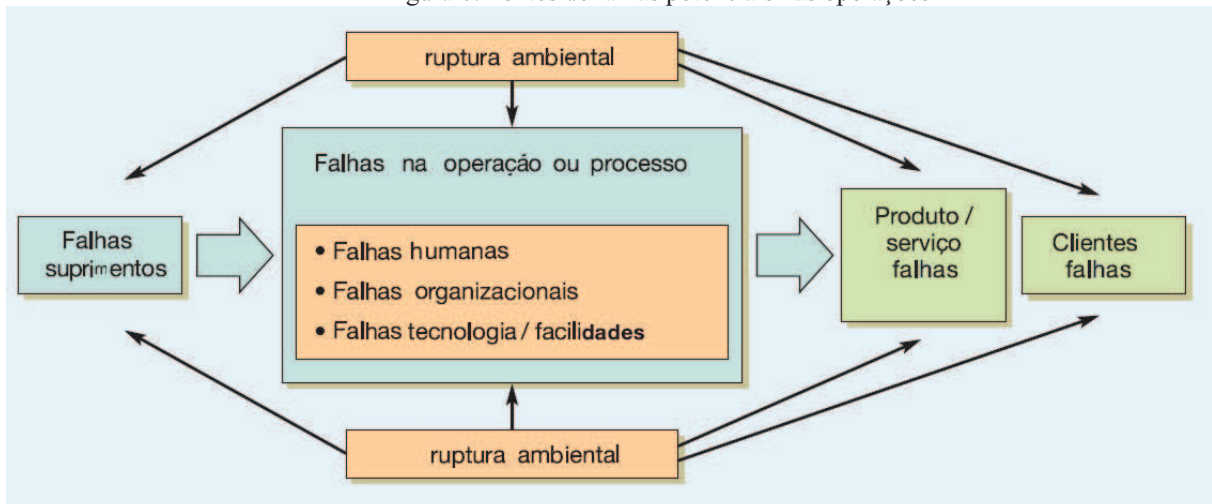 ruptura ambiental
Falhas na operação ou processo
• Falhas humanas
• Falhas organizacionais
• Falhas tecnologia / facilidades
Falhas
suprimentos
Produto /
serviço
falhas
Clientes
falhas
ruptura ambiental